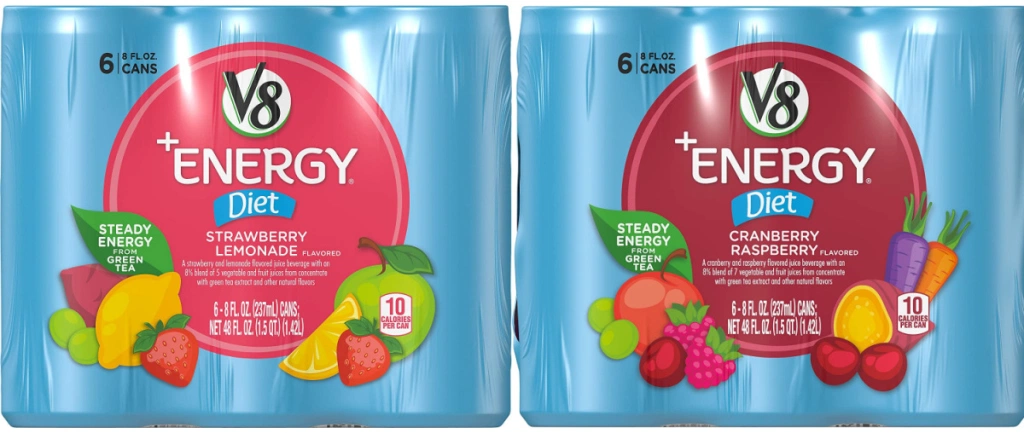 6 8 FL.OZ. CANS
V8
+ENERGY®
Diet
STEADY
ENERGY
FROM
GREEN
TEA
STRAWBERRY
LEMONADE FLAVORED
A strawberry and lemonade flavored juice beverage with an
8% blend of 5 vegetable and fruit juices from concentrate
with green tea extract and other natural flavors
6 - 8 FL. OZ. (237mL) CANS;
NET 48 FL. OZ. (1.5 QT.) (1.42L)
10
CALORIES
PER CAN
6 8 FL.OZ. CANS
V8
+ENERGY®
Diet
STEADY
ENERGY
FROM
GREEN
TEA
CRANBERRY
RASPBERRY FLAVORED
A cranberry and raspberry flavored juice beverage with an
8% blend of 7 vegetable and fruit juices from concentrate
with green tea extract and other natural flavors
6 - 8 FL. OZ. (237mL) CANS;
NET 48 FL. OZ. (1.5 QT.) (1.42L)
10
CALORIES
PER CAN